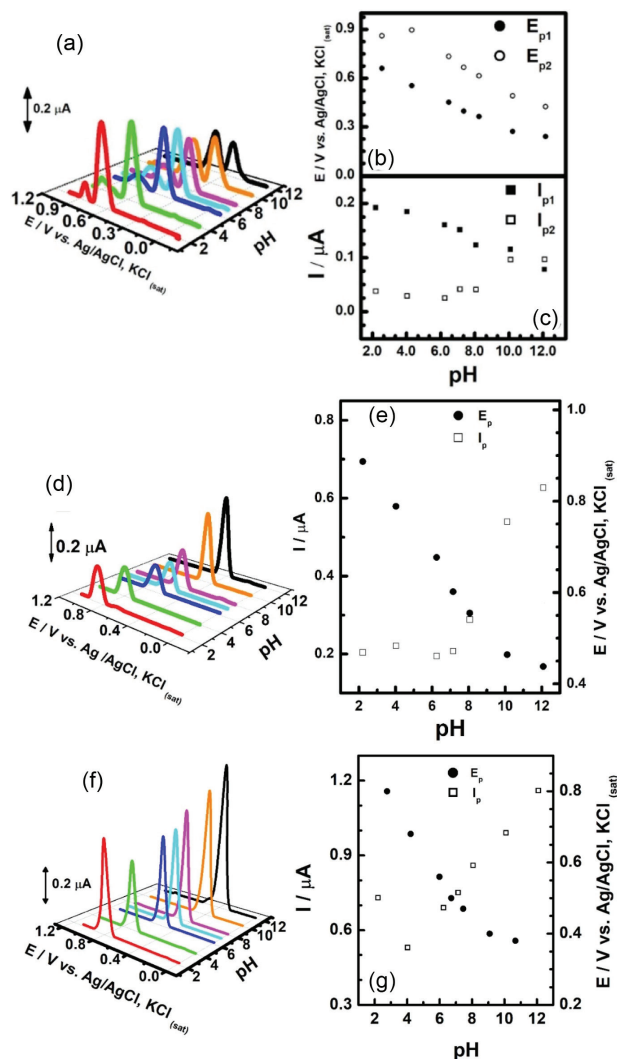 (a)
0.2 μA
1.2
0.9
0.6
0.3
0.0
E / V vs. Ag/AgCl, KCl (sat)
2
4
6
8
10
12
pH
E / V vs. Ag/AgCl, KCl (sat)
0.9
0.6
0.3
0.0
E p1
E p2
(b)
I / μA
0.2
0.1
0.0
I p1
I p2
(c)
2.0 4.0 6.0 8.0 10.0 12.0
pH
(d)
0.2 μA
1.2
0.8
0.4
0.0
E / V vs. Ag /AgCl, KCl (sat)
2
4
6
8
10
12
pH
(e)
E p
I p
I / μA
0.8
0.6
0.4
0.2
1.0
0.8
0.6
0.4
E / V vs. Ag/AgCl, KCl (sat)
2 4 6 8 10 12
pH
(f)
0.2 μA
1.2
0.8
0.4
0.0
E / V vs. Ag/AgCl, KCl (sat)
2
4
6
8
10
12
pH
E p
I p
I / μA
1.2
0.9
0.6
0.3
0.8
0.6
0.4
0.2
E / V vs. Ag/AgCl, KCl (sat)
(g)
2 4 6 8 10 12
pH